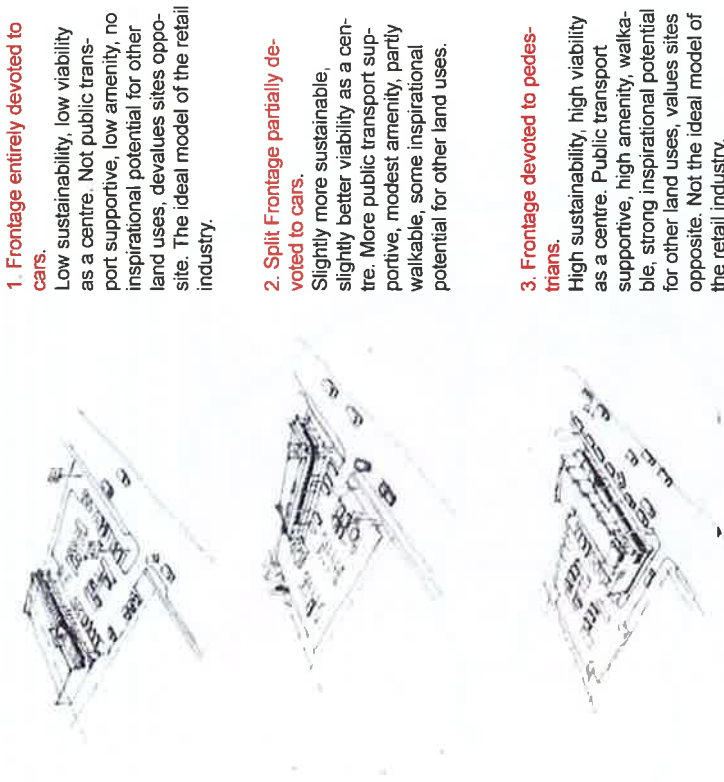 1. Frontage entirely devoted to
cars.
Low sustainability, low viability
as a centre. Not public trans-
port supportive, low amenity, no
inspirational potential for other
land uses, devalues sites oppo-
site. The ideal model of the retail
industry.
2. Split Frontage partially de-
voted to cars.
Slightly more sustainable,
slightly better viability as a cen-
tre. More public transport sup-
portive, modest amenity, partly
walkable, some inspirational
potential for other land uses.
3. Frontage devoted to pedes-
trians.
High sustainability, high viability
as a centre. Public transport
supportive, high amenity, walka-
ble, strong inspirational potential
for other land uses, values sites
opposite. Not the ideal model of
the retail industry.